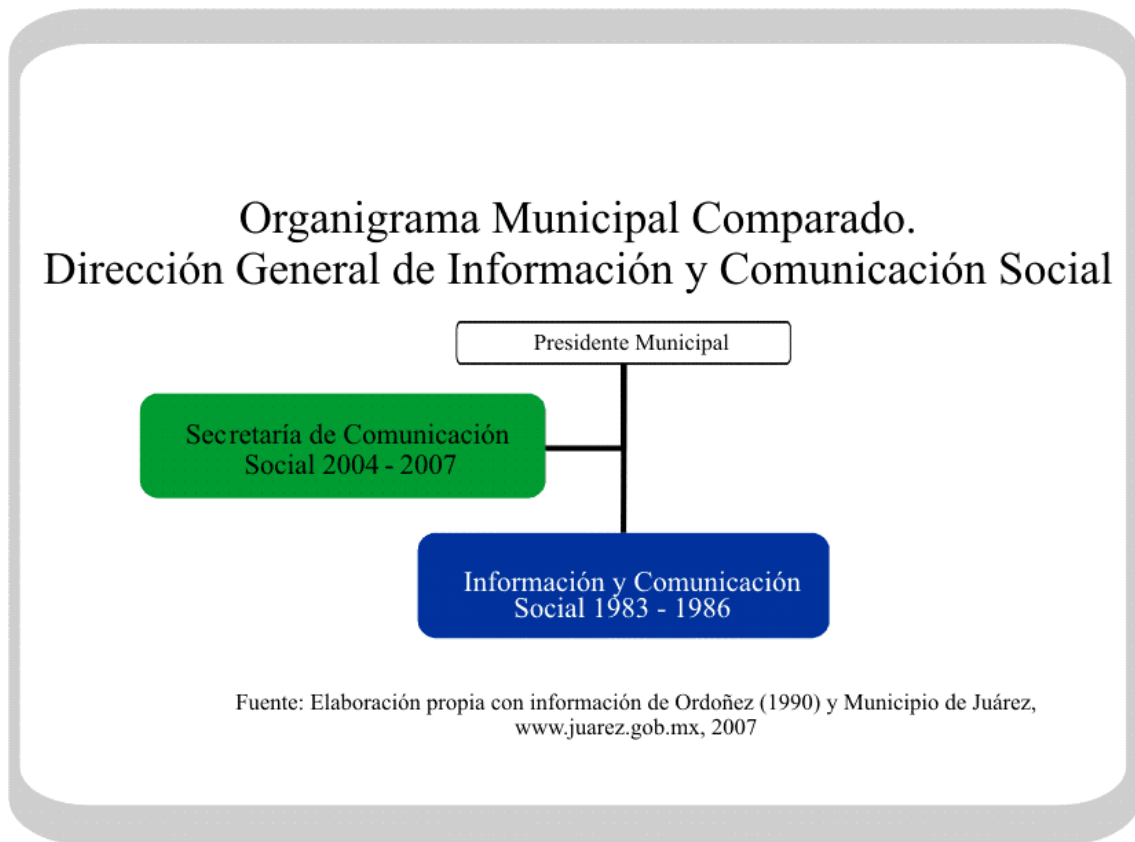 Organigrama Municipal Comparado.
Dirección General de Información y Comunicación Social
Presidente Municipal
Secretaría de Comunicación
Social 2004 - 2007
Información y Comunicación
Social 1983 - 1986
Fuente: Elaboración propia con información de Ordoñez (1990) y Municipio de Juárez,
www.juarez.gob.mx, 2007